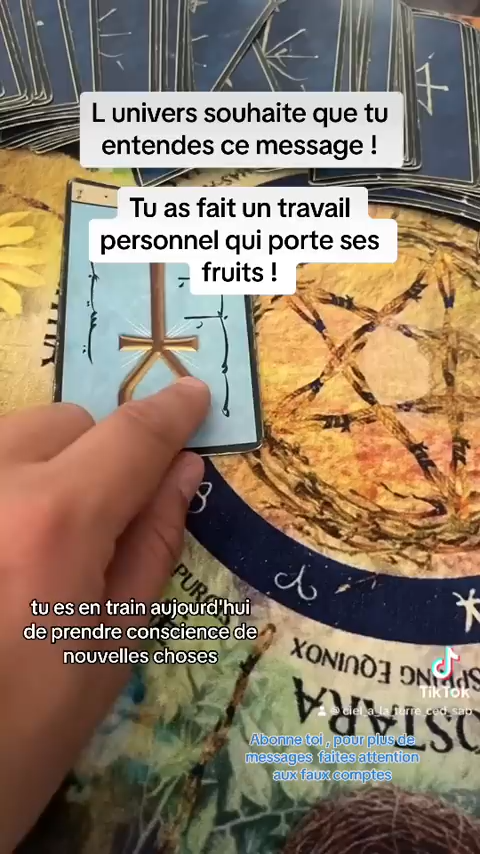 L univers souhaite que tu
entendes ce message !
Tu as fait un travail
personnel qui porte ses
fruits !
tu es en train aujourd'hui
de prendre conscience de
nouvelles choses
SPRING EQUINOX
OSTARA
TikTok
@ciel_a_la_terre_ced_sab
Abonne toi , pour plus de
messages faites attention
aux faux comptes